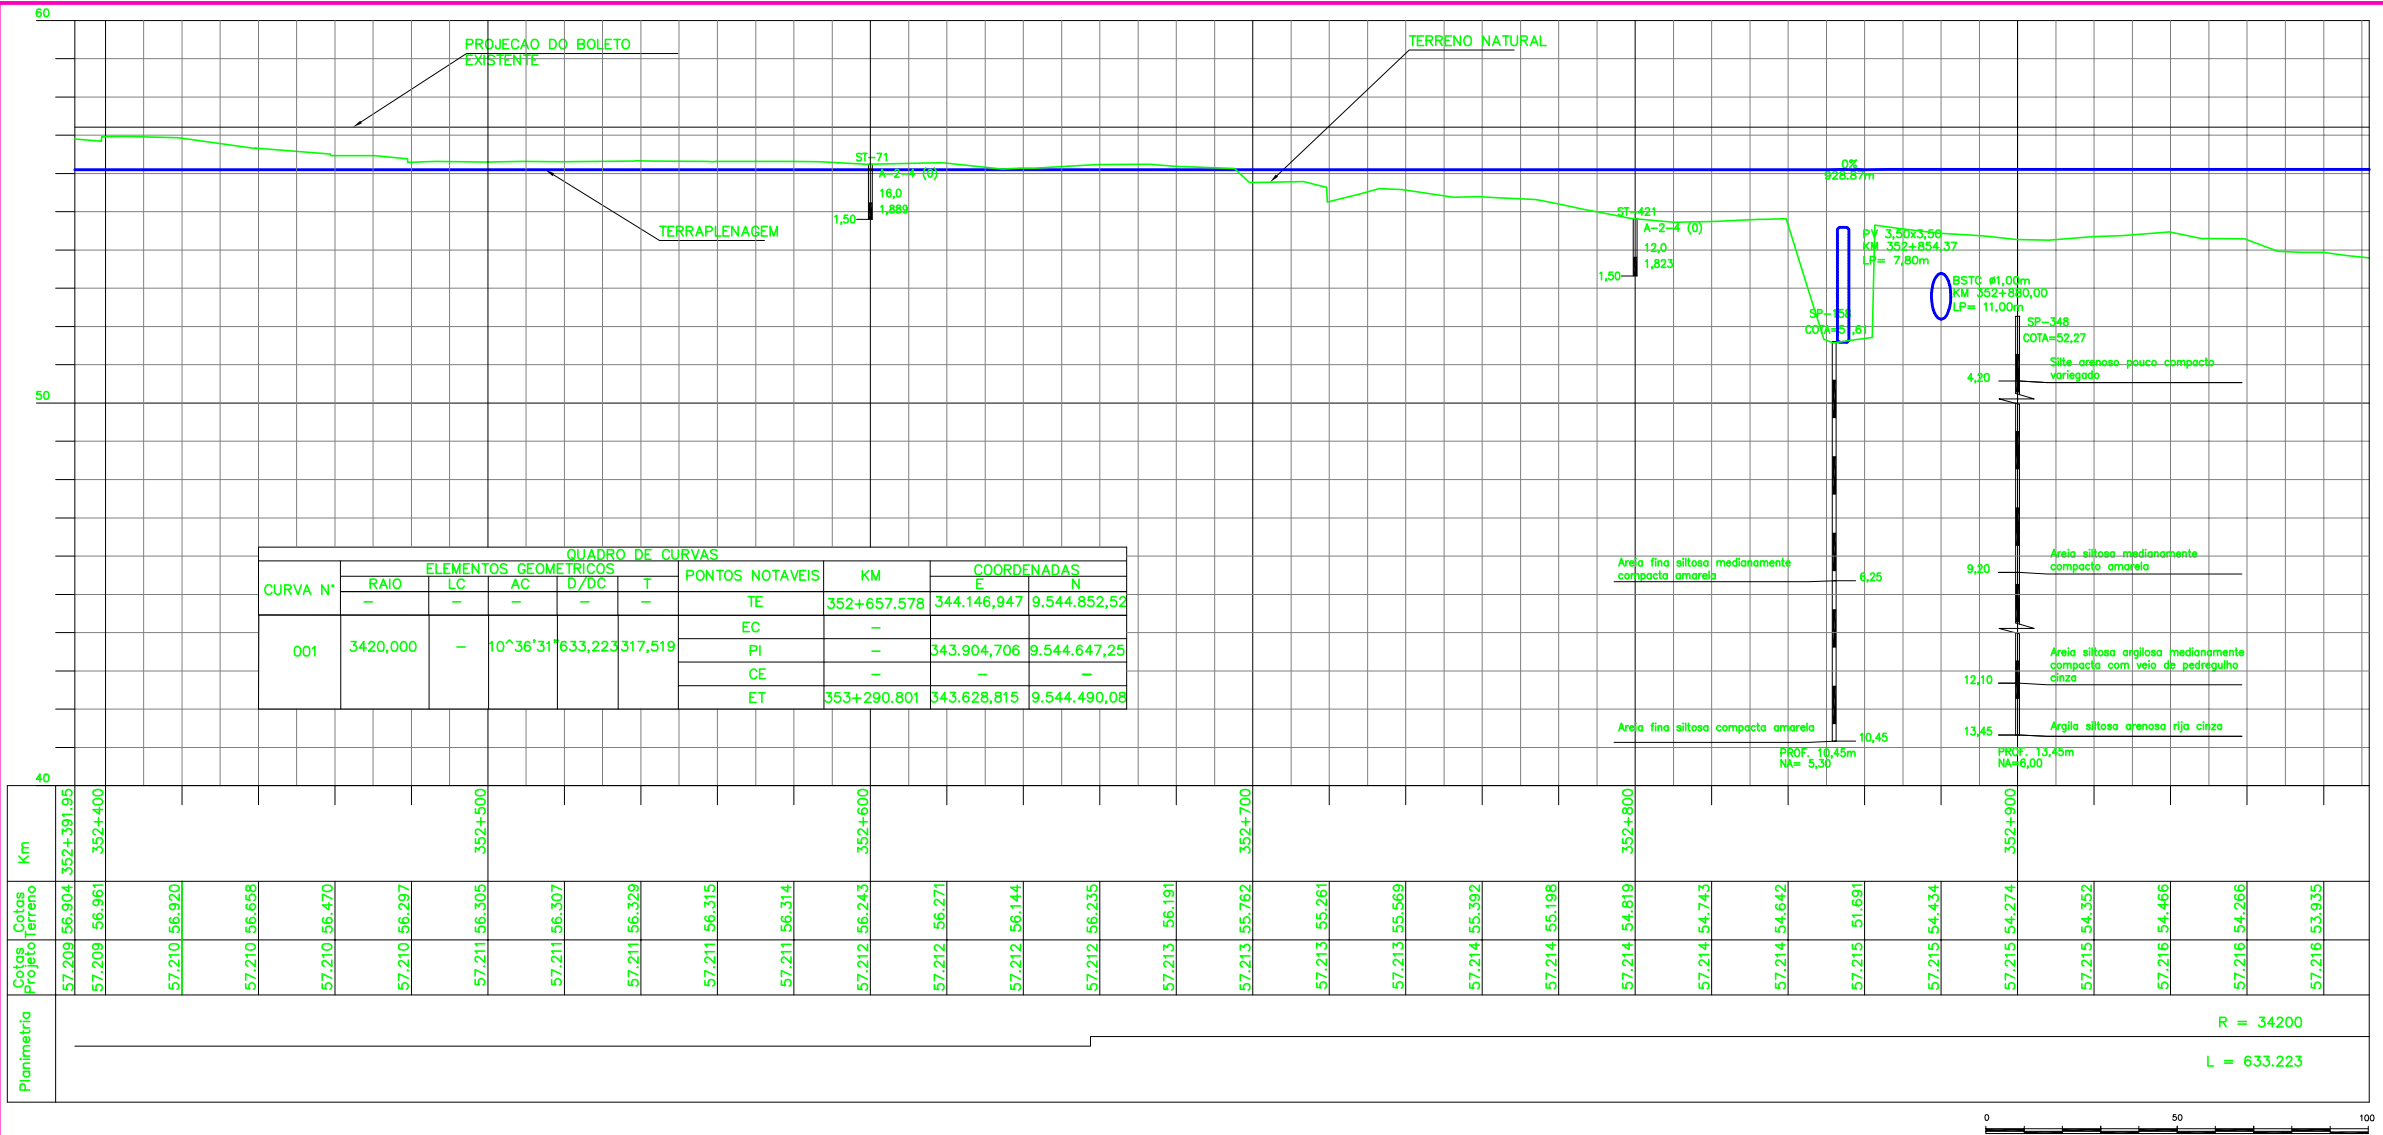 60
PROJECAO DO BOLETO
EXISTENTE
TERRENO NATURAL
ST-71
A-2-4 (0)
16,0
1,889
1,50
TERRAPLENAGEM
0%
928.87m
ST-421
A-2-4 (0)
12,0
1,823
1,50
PV 3,50x3,50
KM 352+854.37
LP= 7,80m
BSTC ø1,00m
KM 352+880,00
LP= 11,00m
SP-158
COTA=51,61
SP-348
COTA=52,27
Silte arenoso pouco compacto
variegado
4,20
50
Areia fina siltosa medianamente
compacta amarela
6,25
Areia siltosa medianamente
compacto amarela
9,20
Areia siltosa argilosa medianamente
compacta com veio de pedregulho
cinza
12,10
Areia fina siltosa compacta amarela
10,45
PROF. 10,45m
NA= 5,30
13,45
Argila siltosa arenosa rija cinza
PROF. 13,45m
NA=6,00
QUADRO DE CURVAS
CURVA N° ELEMENTOS GEOMETRICOS PONTOS NOTAVEIS KM COORDENADAS
RAIO LC AC D/DC T E N
- - - - - TE 352+657.578 344.146,947 9.544.852,52
EC -
001 3420,000 - 10^36'31" 633,223 317,519 PI - 343.904,706 9.544.647,25
CE - - -
ET 353+290.801 343.628,815 9.544.490,08
40
Km 352+391.95 352+400 352+500 352+600 352+700 352+800 352+900
Cotas Terreno 56.904 56.961 56.920 56.658 56.470 56.297 56.305 56.307 56.329 56.315 56.314 56.243 56.271 56.144 56.235 56.191 55.762 55.261 55.569 55.392 55.198 54.819 54.743 54.642 51.691 54.434 54.274 54.352 54.466 54.266 53.935
Cotas Projeto 57.209 57.209 57.210 57.210 57.210 57.210 57.211 57.211 57.211 57.211 57.211 57.212 57.212 57.212 57.212 57.213 57.213 57.213 57.213 57.214 57.214 57.214 57.214 57.214 57.215 57.215 57.215 57.215 57.216 57.216 57.216
Planimetria
R = 34200
L = 633.223
0 50 100